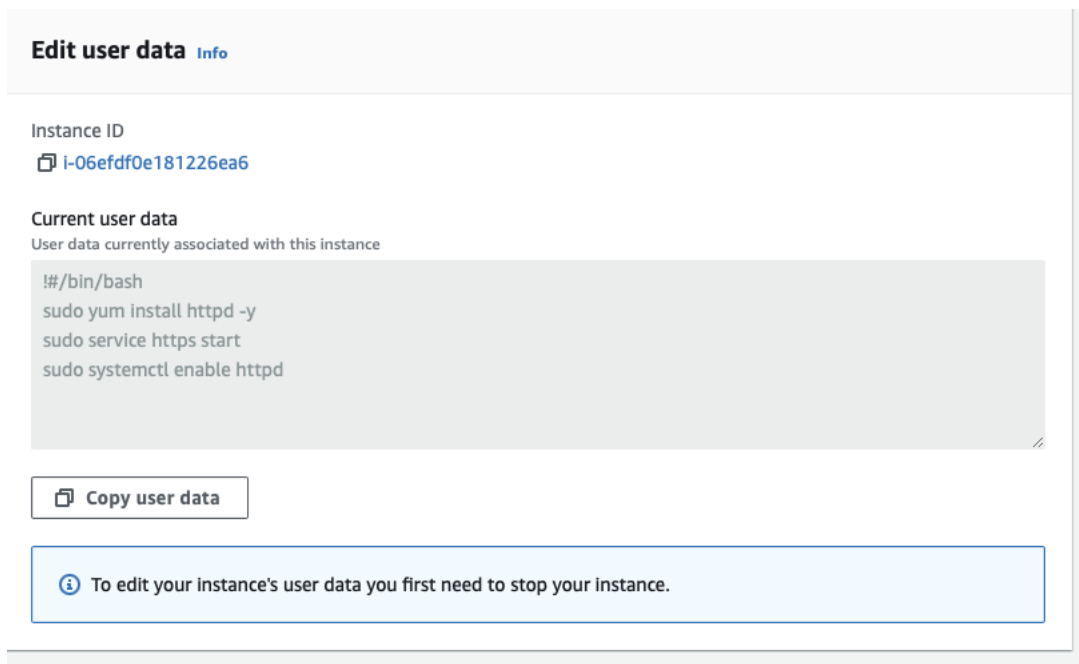 Edit user data Info
Instance ID
i-06efdf0e181226ea6
Current user data
User data currently associated with this instance
!#/bin/bash
sudo yum install httpd -y
sudo service https start
sudo systemctl enable httpd
Copy user data
To edit your instance's user data you first need to stop your instance.